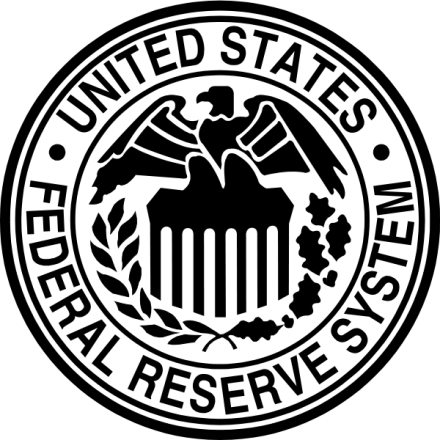 UNITED STATES
FEDERAL RESERVE SYSTEM